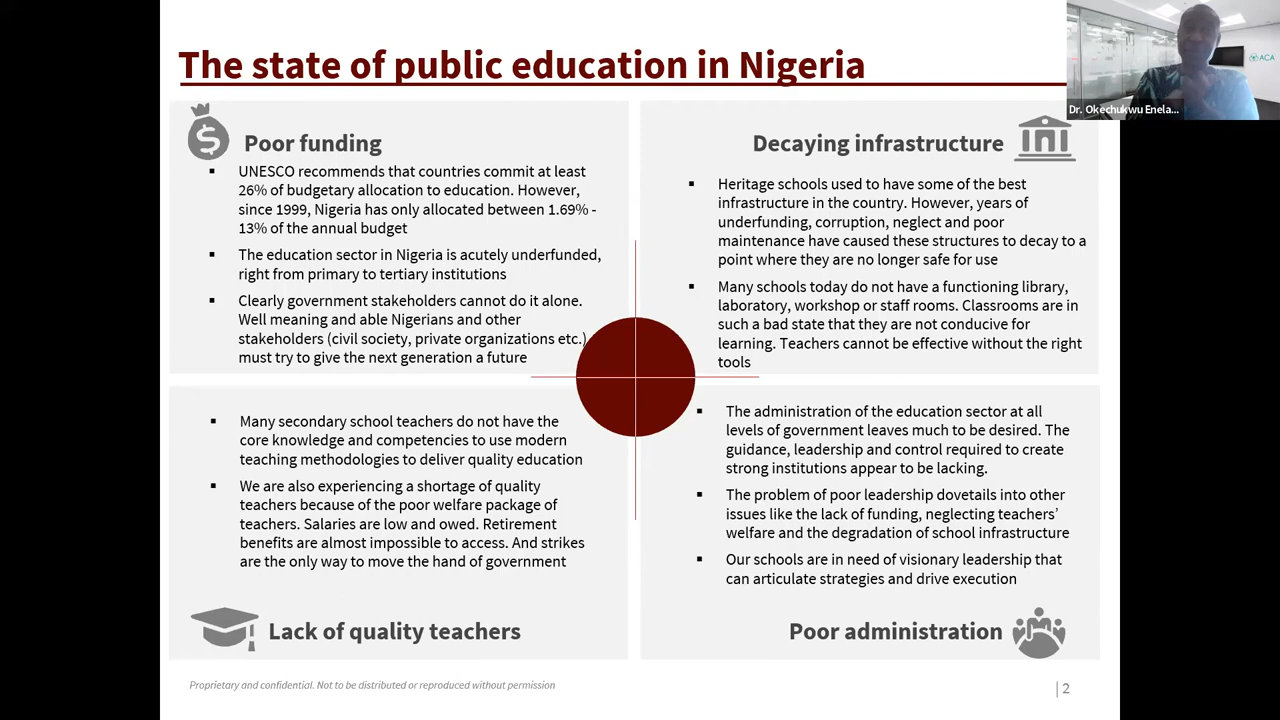 The state of public education in Nigeria
ACA
Dr. Okechukwu Enela...
Poor funding
▪ UNESCO recommends that countries commit at least
26% of budgetary allocation to education. However,
since 1999, Nigeria has only allocated between 1.69% -
13% of the annual budget
▪ The education sector in Nigeria is acutely underfunded,
right from primary to tertiary institutions
▪ Clearly government stakeholders cannot do it alone.
Well meaning and able Nigerians and other
stakeholders (civil society, private organizations etc.)
must try to give the next generation a future
Decaying infrastructure
▪ Heritage schools used to have some of the best
infrastructure in the country. However, years of
underfunding, corruption, neglect and poor
maintenance have caused these structures to decay to a
point where they are no longer safe for use
▪ Many schools today do not have a functioning library,
laboratory, workshop or staff rooms. Classrooms are in
such a bad state that they are not conducive for
learning. Teachers cannot be effective without the right
tools
▪ Many secondary school teachers do not have the
core knowledge and competencies to use modern
teaching methodologies to deliver quality education
▪ We are also experiencing a shortage of quality
teachers because of the poor welfare package of
teachers. Salaries are low and owed. Retirement
benefits are almost impossible to access. And strikes
are the only way to move the hand of government
Lack of quality teachers
▪ The administration of the education sector at all
levels of government leaves much to be desired. The
guidance, leadership and control required to create
strong institutions appear to be lacking.
▪ The problem of poor leadership dovetails into other
issues like the lack of funding, neglecting teachers’
welfare and the degradation of school infrastructure
▪ Our schools are in need of visionary leadership that
can articulate strategies and drive execution
Poor administration
Proprietary and confidential. Not to be distributed or reproduced without permission
| 2